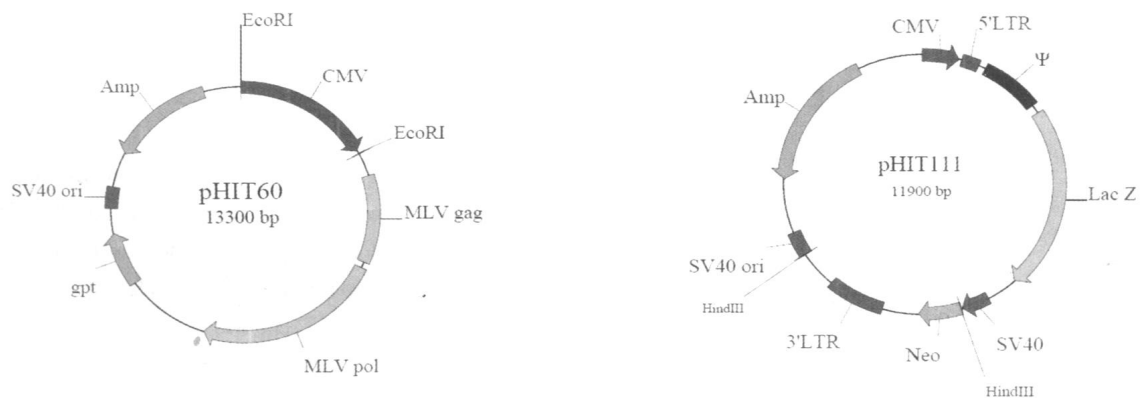 EcoRI
CMV
EcoRI
MLV gag
MLV pol
gpt
SV40 ori
Amp
pHIT60
13300 bp
CMV
5'LTR
Ψ
Lac Z
SV40
HindIII
Neo
3'LTR
HindIII
SV40 ori
Amp
pHIT111
11900 bp